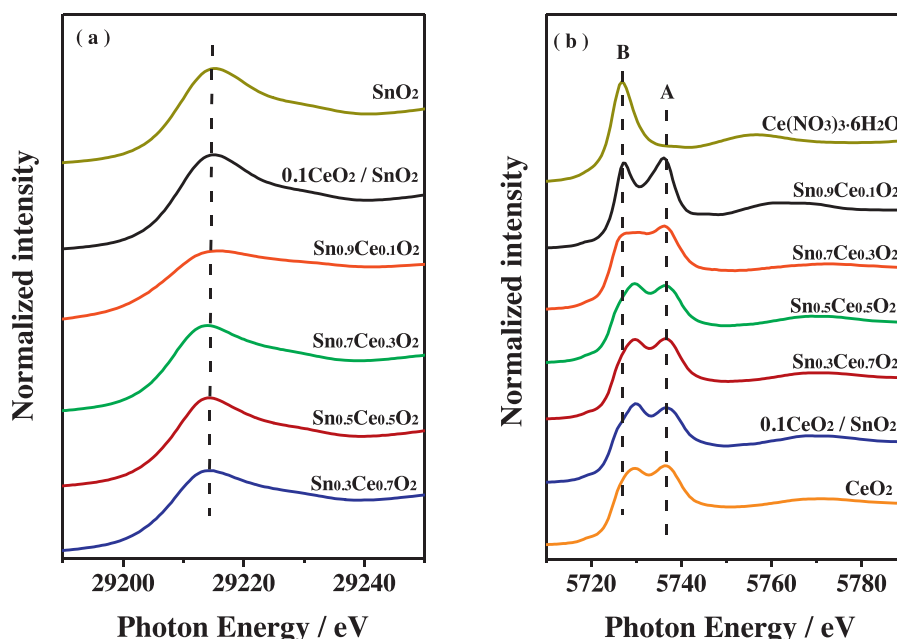 ( a )
SnO2
0.1CeO2 / SnO2
Sn0.9Ce0.1O2
Sn0.7Ce0.3O2
Sn0.5Ce0.5O2
Sn0.3Ce0.7O2
29200 29220 29240
Photon Energy / eV
Normalized intensity
( b )
B
A
Ce(NO3)3·6H2O
Sn0.9Ce0.1O2
Sn0.7Ce0.3O2
Sn0.5Ce0.5O2
Sn0.3Ce0.7O2
0.1CeO2 / SnO2
CeO2
5720 5740 5760 5780
Photon Energy / eV
Normalized intensity